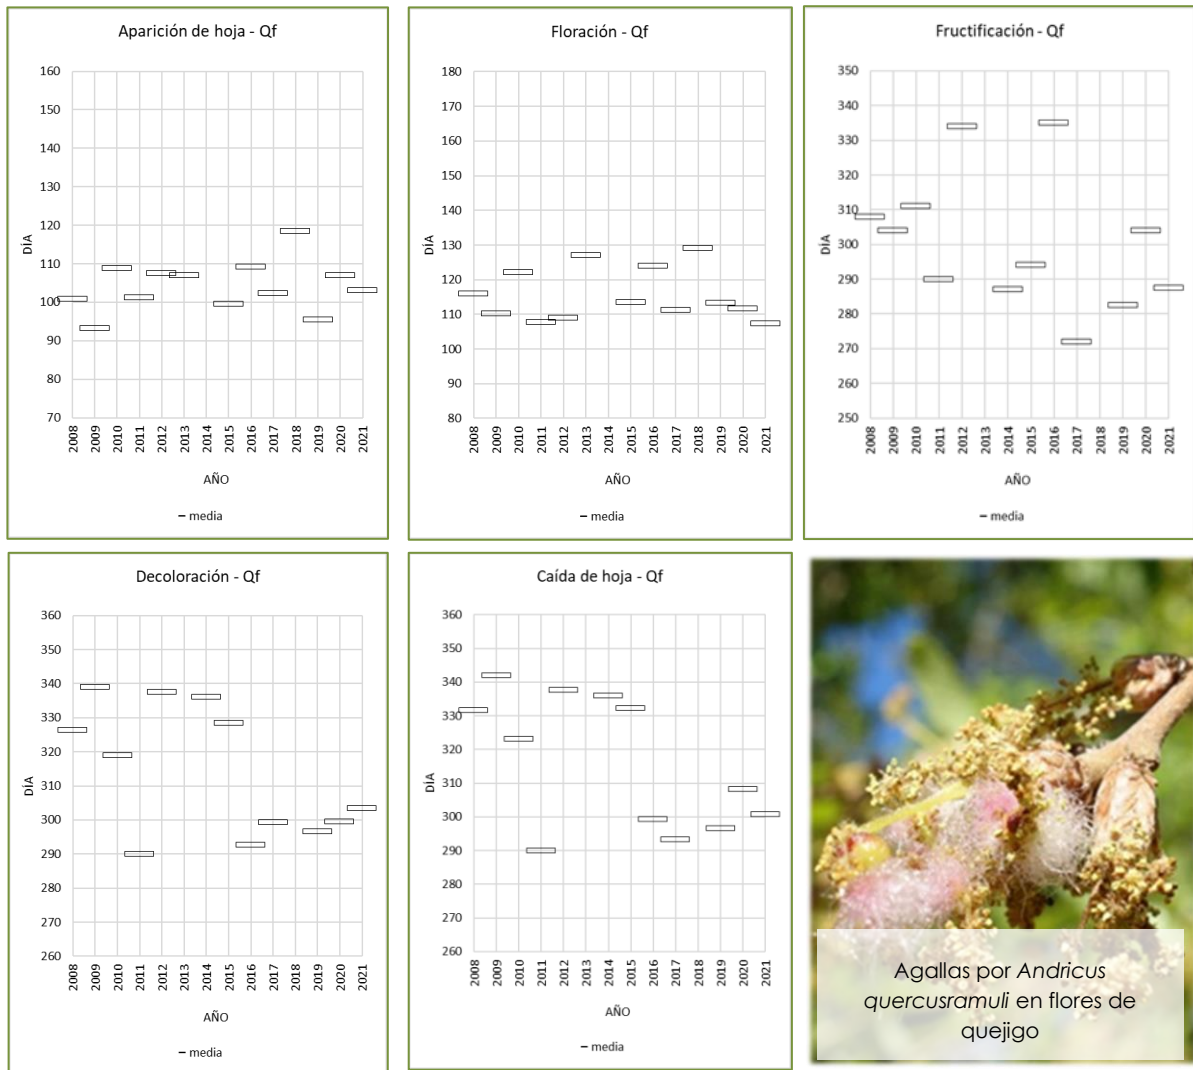 Aparición de hoja - Qf
160
150
140
130
120
110
100
90
80
70
DÍA
2008 2009 2010 2011 2012 2013 2014 2015 2016 2017 2018 2019 2020 2021
AÑO
media
Floración - Qf
180
170
160
150
140
130
120
110
100
90
80
DÍA
2008 2009 2010 2011 2012 2013 2014 2015 2016 2017 2018 2019 2020 2021
AÑO
media
Fructificación - Qf
350
340
330
320
310
300
290
280
270
260
250
DÍA
2008 2009 2010 2011 2012 2013 2014 2015 2016 2017 2018 2019 2020 2021
AÑO
media
Decoloración - Qf
360
350
340
330
320
310
300
290
280
270
260
DÍA
2008 2009 2010 2011 2012 2013 2014 2015 2016 2017 2018 2019 2020 2021
AÑO
media
Caída de hoja - Qf
360
350
340
330
320
310
300
290
280
270
260
DÍA
2008 2009 2010 2011 2012 2013 2014 2015 2016 2017 2018 2019 2020 2021
AÑO
media
Agallas por Andricus
quercusramuli en flores de
quejigo